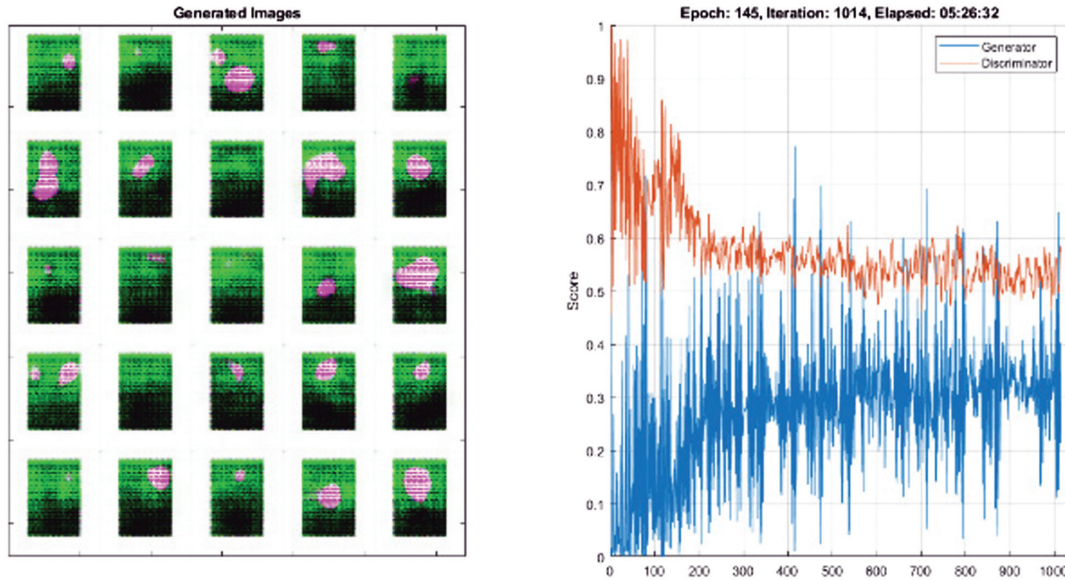 Generated Images
Epoch: 145, Iteration: 1014, Elapsed: 05:26:32
Generator
Discriminator
Score
1
0.9
0.8
0.7
0.6
0.5
0.4
0.3
0.2
0.1
0
0 100 200 300 400 500 600 700 800 900 1000